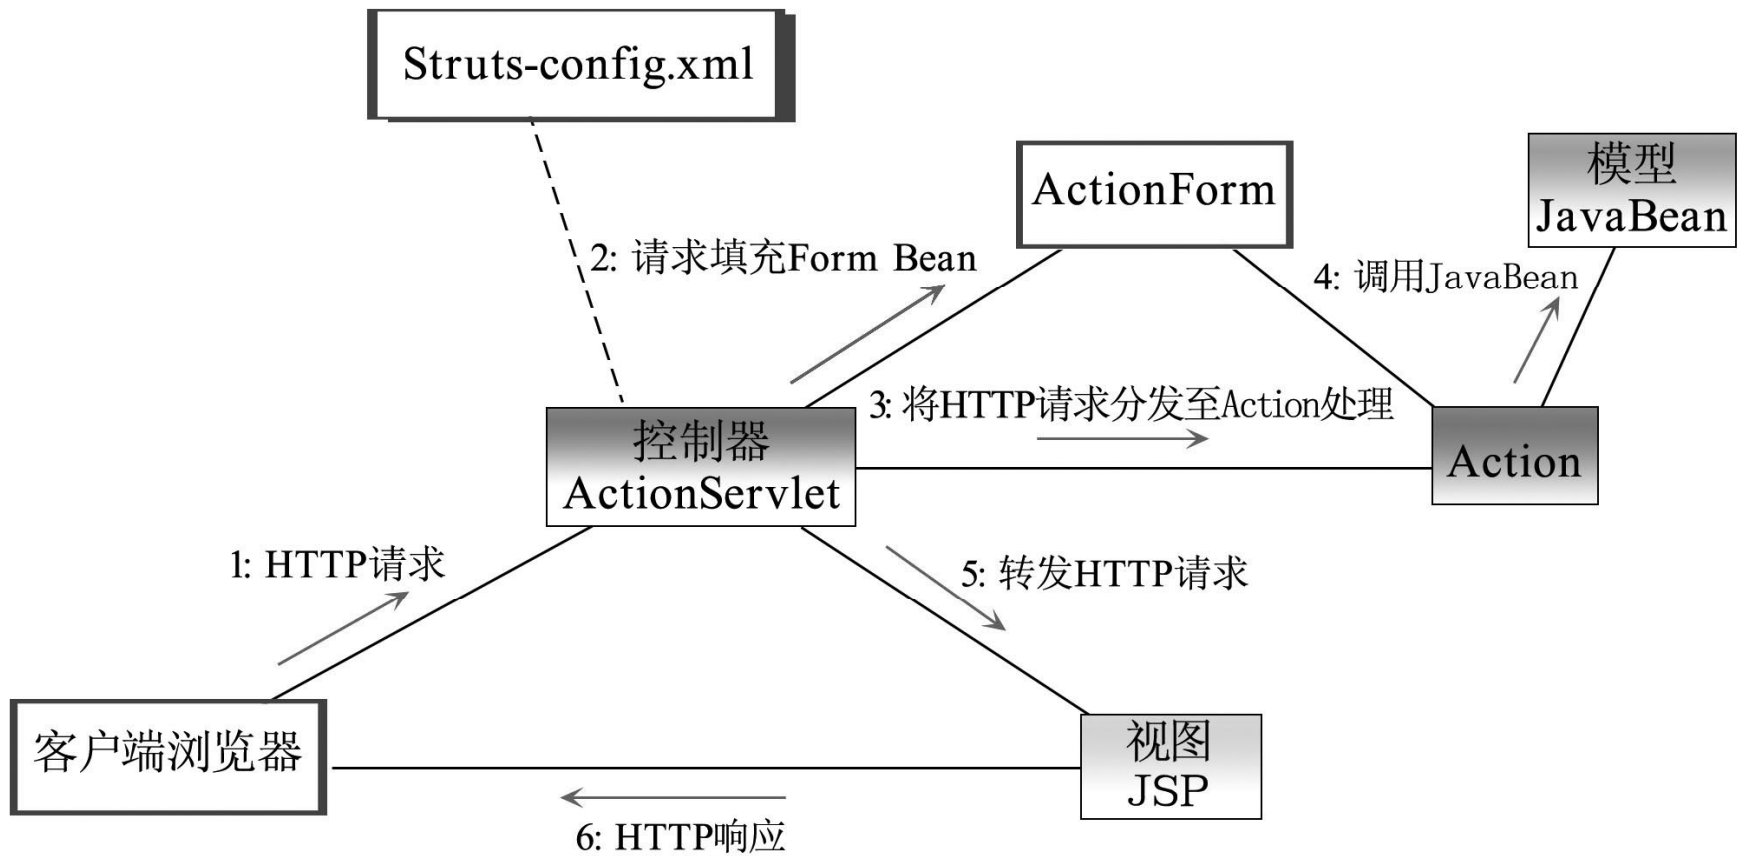 Struts-config.xml
ActionForm
模型
JavaBean
2: 请求填充Form Bean
4: 调用JavaBean
3: 将HTTP请求分发至Action处理
控制器
ActionServlet
Action
1: HTTP请求
5: 转发HTTP请求
客户端浏览器
视图
JSP
6: HTTP响应